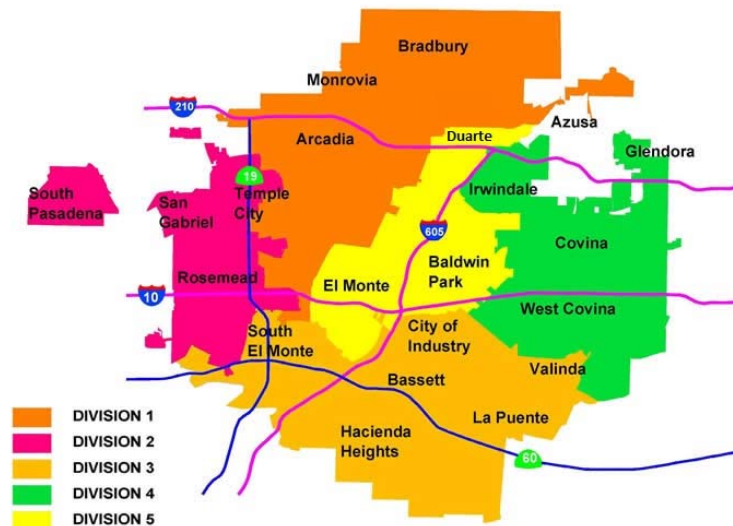 Bradbury
Monrovia
210
Azusa
Arcadia
Duarte
Glendora
19
South
Pasadena
San
Gabriel
Temple
City
Irwindale
605
Covina
Baldwin
Park
Rosemead
El Monte
10
West Covina
South
El Monte
City of
Industry
Valinda
Bassett
La Puente
Hacienda
Heights
60
DIVISION 1
DIVISION 2
DIVISION 3
DIVISION 4
DIVISION 5